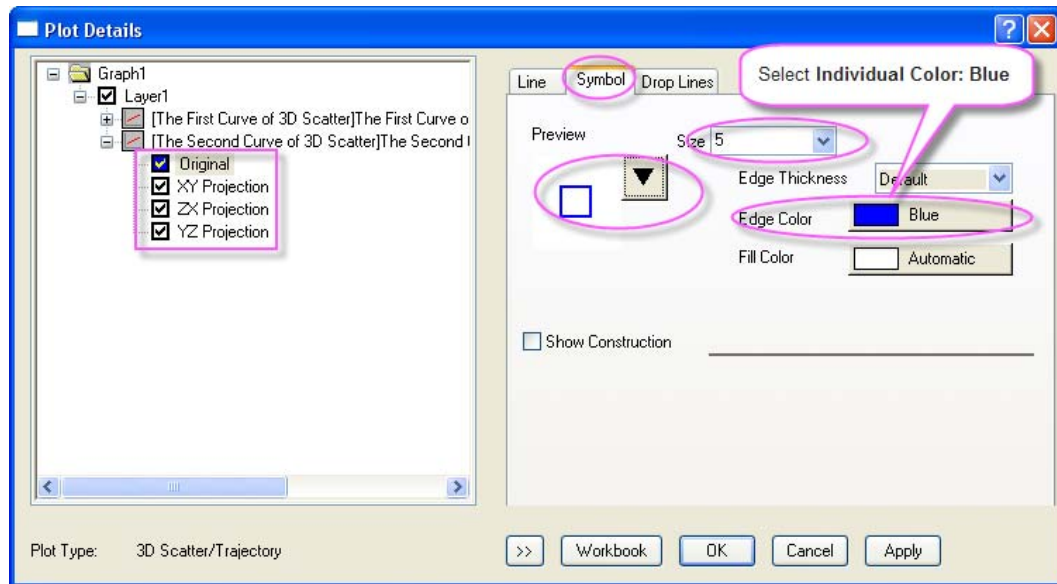 Plot Details
Graph1
Layer1
[The First Curve of 3D Scatter]The First Curve o
[The Second Curve of 3D Scatter]The Second
Original
XY Projection
ZX Projection
YZ Projection
Line Symbol Drop Lines
Select Individual Color: Blue
Preview
Size 5
Edge Thickness Default
Edge Color Blue
Fill Color Automatic
Show Construction
Plot Type: 3D Scatter/Trajectory
>> Workbook OK Cancel Apply